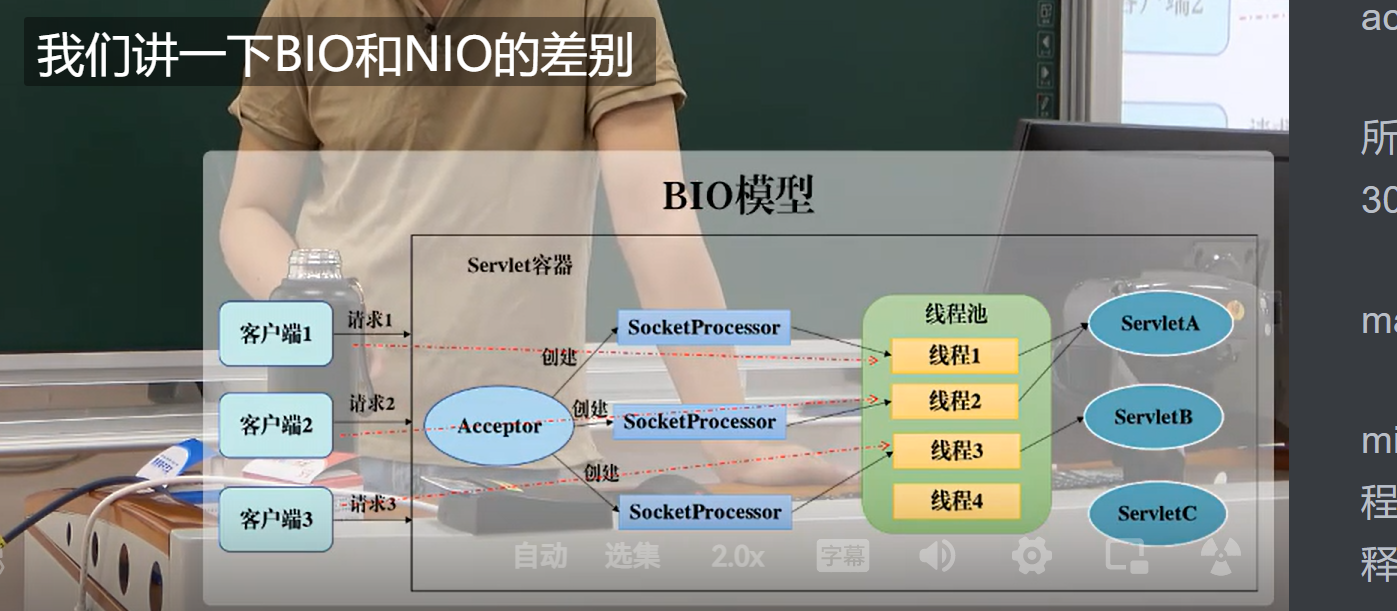 我们讲一下BIO和NIO的差别
BIO模型
Servlet容器
客户端1
请求1
客户端2
请求2
客户端3
请求3
Acceptor
创建
创建
创建
SocketProcessor
SocketProcessor
SocketProcessor
线程池
线程1
线程2
线程3
线程4
ServletA
ServletB
ServletC
自动
选集
2.0x
字幕
客户端2
ac
所
30
ma
mi
程
释